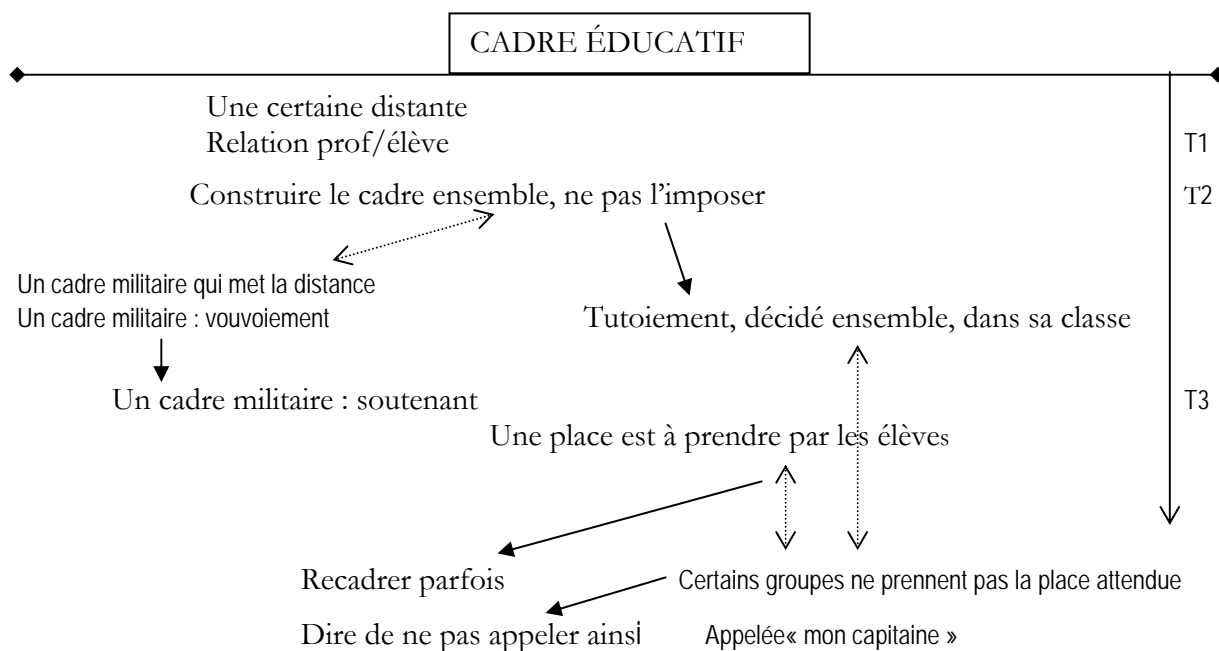 CADRE ÉDUCATIF
Une certaine distante
Relation prof/élève
T1
Construire le cadre ensemble, ne pas l'imposer
T2
Un cadre militaire qui met la distance
Un cadre militaire : vouvoiement
Tutoiement, décidé ensemble, dans sa classe
Un cadre militaire : soutenant
T3
Une place est à prendre par les élèves
Recadrer parfois
Certains groupes ne prennent pas la place attendue
Dire de ne pas appeler ainsi
Appelée« mon capitaine »